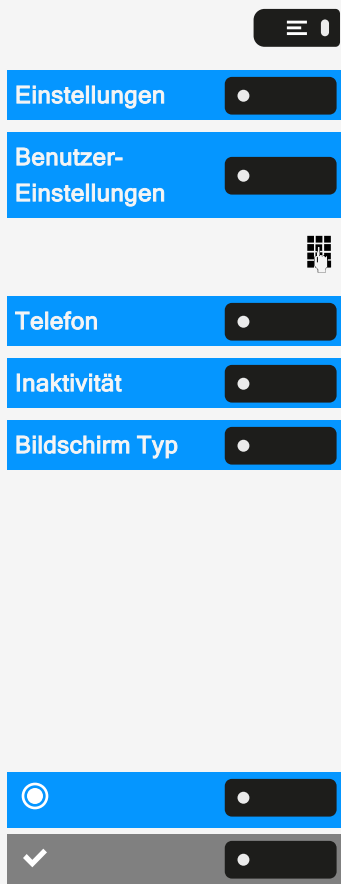 Einstellungen
Benutzer-
Einstellungen
Telefon
Inaktivität
Bildschirm Typ